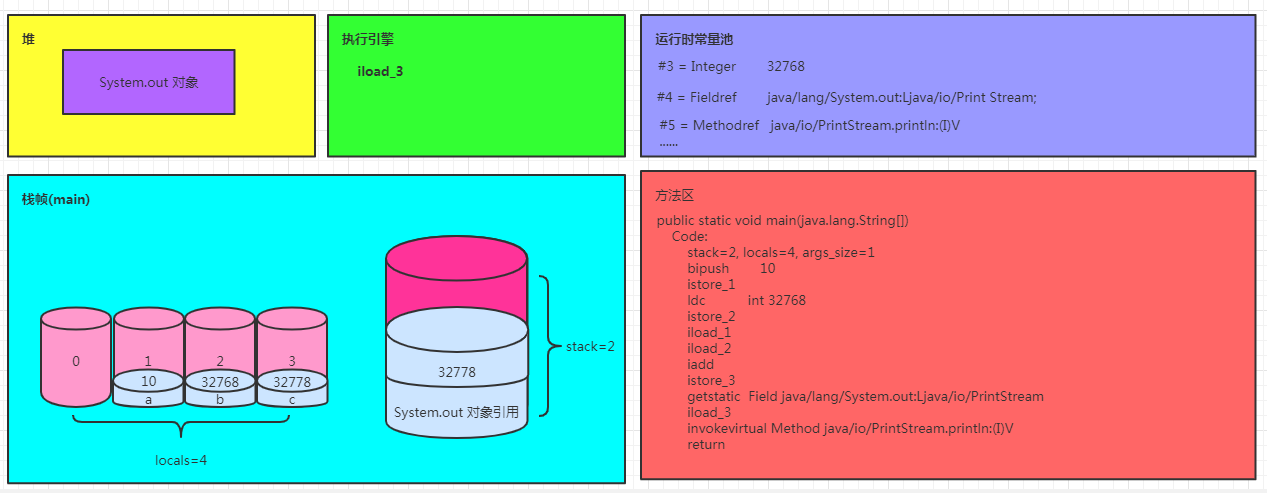 堆
System.out 对象
执行引擎
iload_3
运行时常量池
#3 = Integer 32768
#4 = Fieldref java/lang/System.out:Ljava/io/Print Stream;
#5 = Methodref java/io/PrintStream.println:(I)V
......
栈帧(main)
0
1
2
3
10
32768
32778
a
b
c
locals=4
32778
System.out 对象引用
stack=2
方法区
public static void main(java.lang.String[])
Code:
stack=2, locals=4, args_size=1
bipush 10
istore_1
ldc int 32768
istore_2
iload_1
iload_2
iadd
istore_3
getstatic Field java/lang/System.out:Ljava/io/PrintStream
iload_3
invokevirtual Method java/io/PrintStream.println:(I)V
return